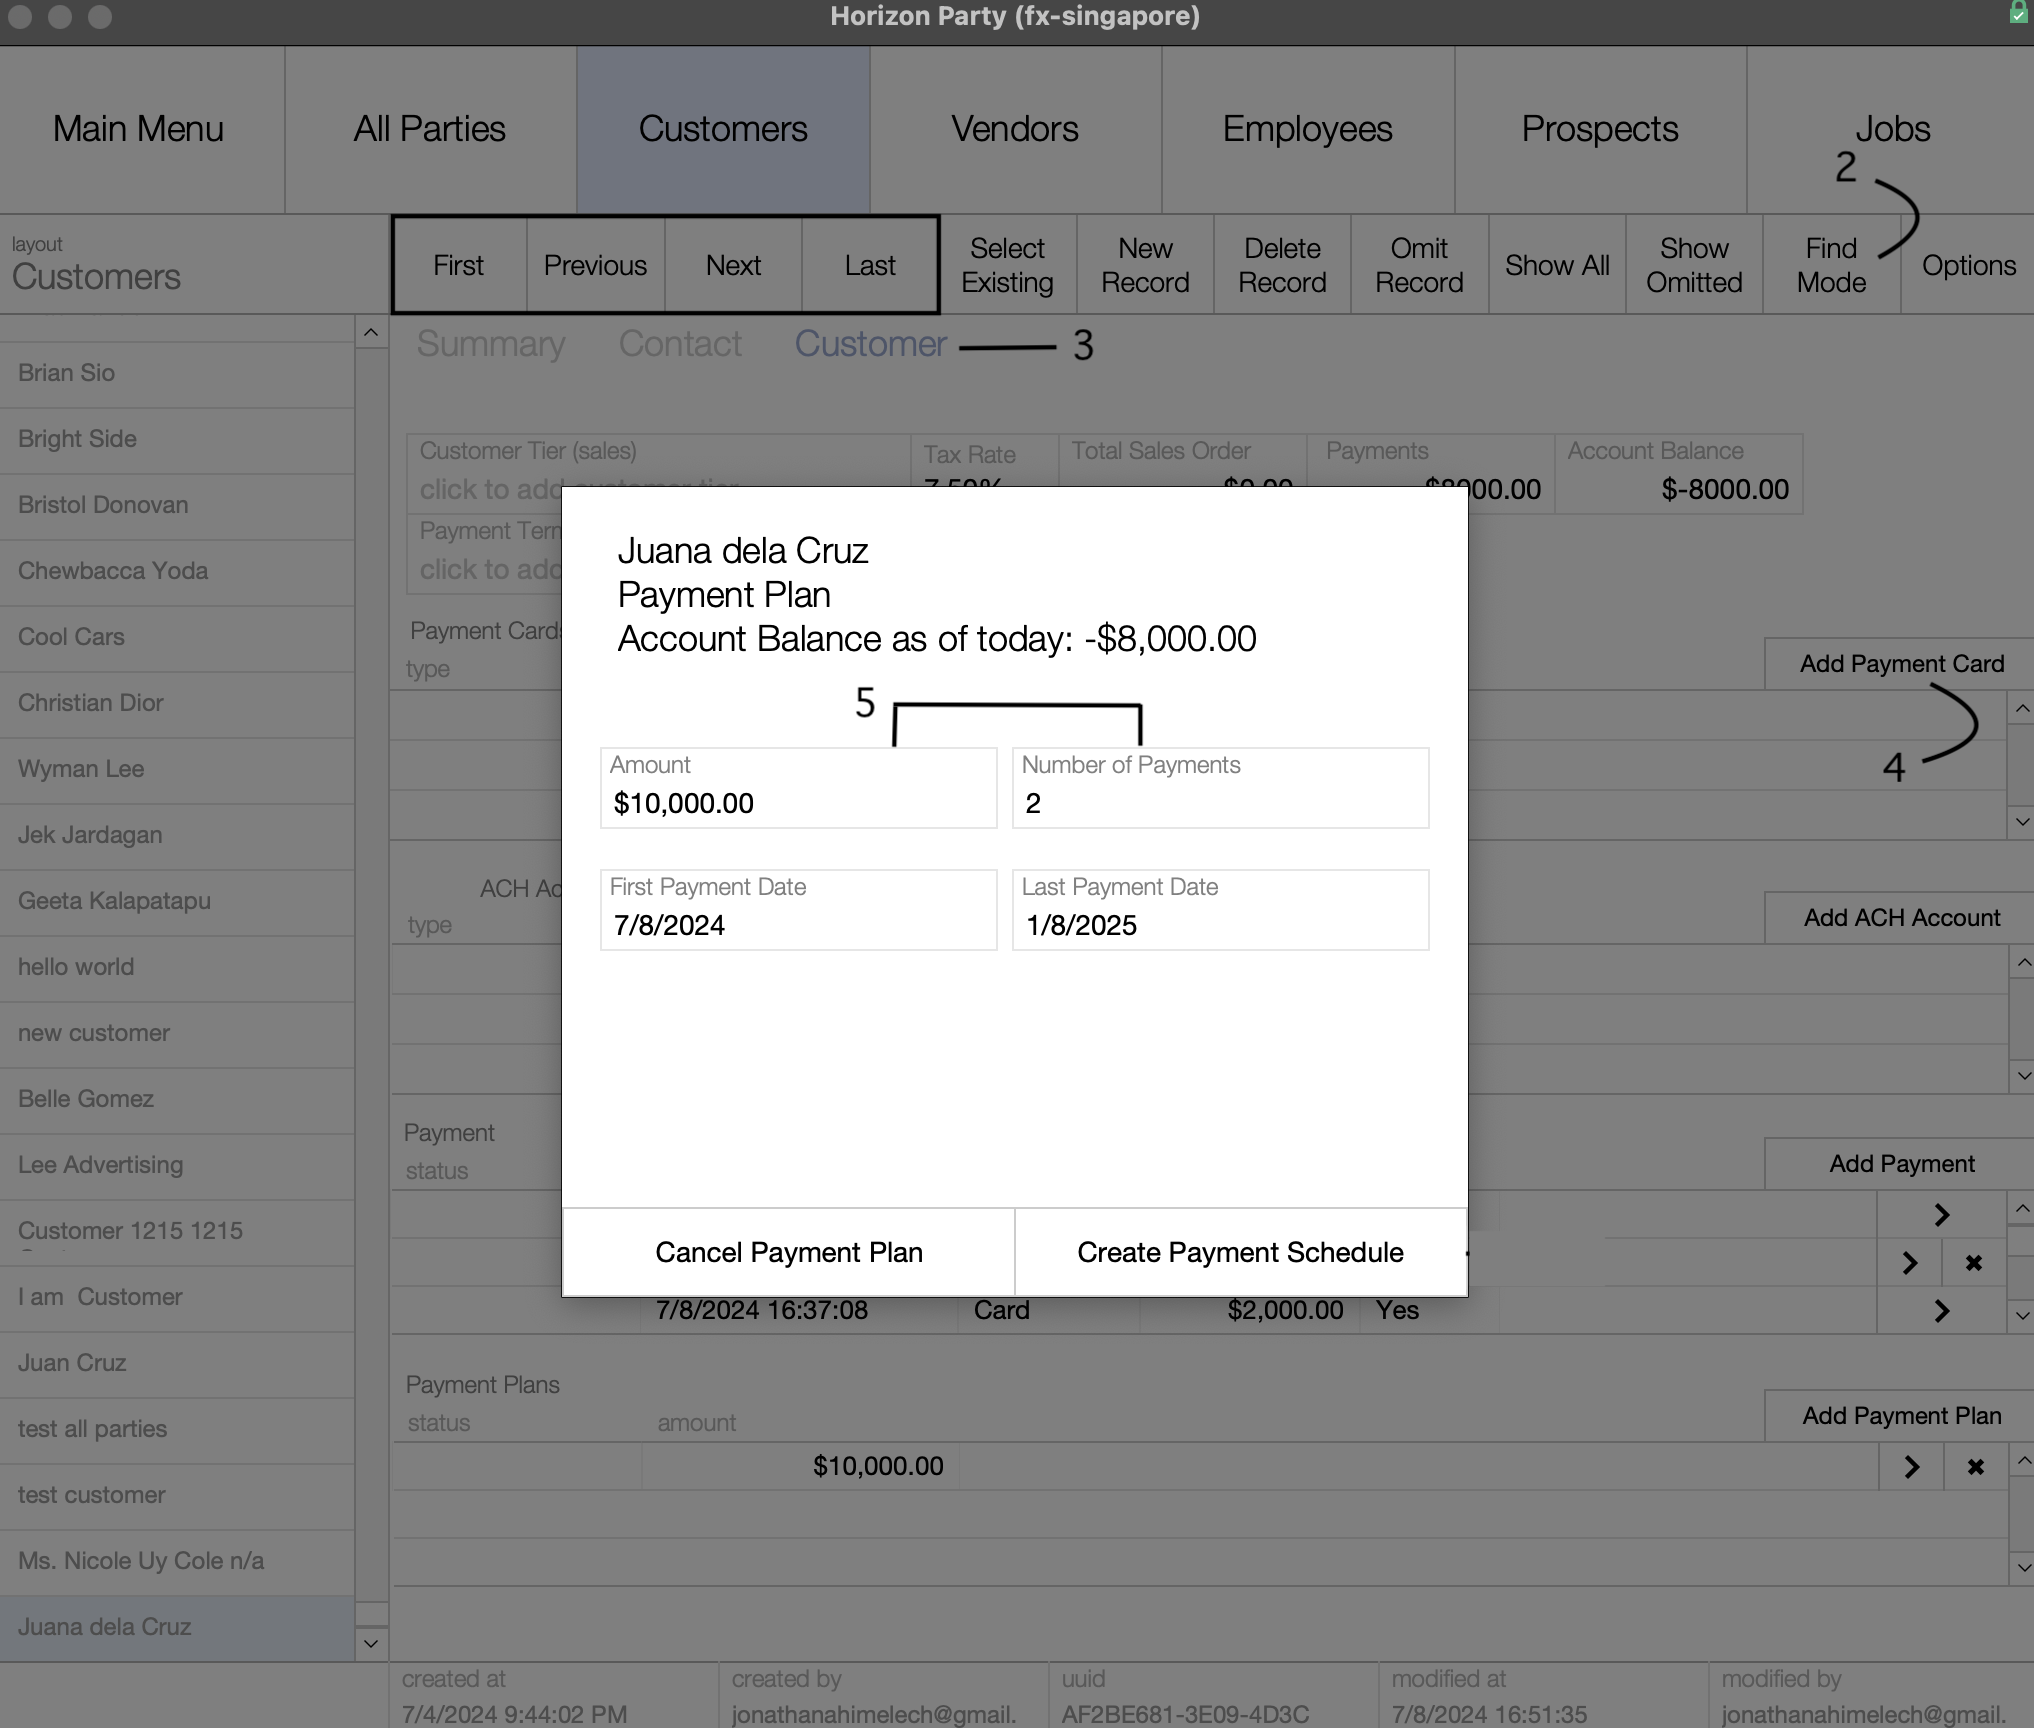 Horizon Party (fx-singapore)
Main Menu
All Parties
Customers
Vendors
Employees
Prospects
Jobs
2
layout
Customers
First
Previous
Next
Last
Select
Existing
New
Record
Delete
Record
Omit
Record
Show All
Show
Omitted
Find
Mode
Options
Summary
Contact
Customer
3
Brian Sio
Bright Side
Bristol Donovan
Chewbacca Yoda
Cool Cars
Christian Dior
Wyman Lee
Jek Jardagan
Geeta Kalapatapu
hello world
new customer
Belle Gomez
Lee Advertising
Customer 1215 1215
I am Customer
Juan Cruz
test all parties
test customer
Ms. Nicole Uy Cole n/a
Juana dela Cruz
Customer Tier (sales)
click to add customer tier
Tax Rate
7.50%
Total Sales Order
$0.00
Payments
$8000.00
Account Balance
$-8000.00
Payment Term
click to add
Juana dela Cruz
Payment Plan
Account Balance as of today: -$8,000.00
5
Amount
$10,000.00
Number of Payments
2
First Payment Date
7/8/2024
Last Payment Date
1/8/2025
Cancel Payment Plan
Create Payment Schedule
Payment Cards
type
Add Payment Card
4
ACH Ac
type
Add ACH Account
Payment
status
Add Payment
7/8/2024 16:37:08
Card
$2,000.00
Yes
Payment Plans
status
amount
Add Payment Plan
$10,000.00
created at
7/4/2024 9:44:02 PM
created by
jonathanahimelech@gmail.
uuid
AF2BE681-3E09-4D3C
modified at
7/8/2024 16:51:35
modified by
jonathanahimelech@gmail.